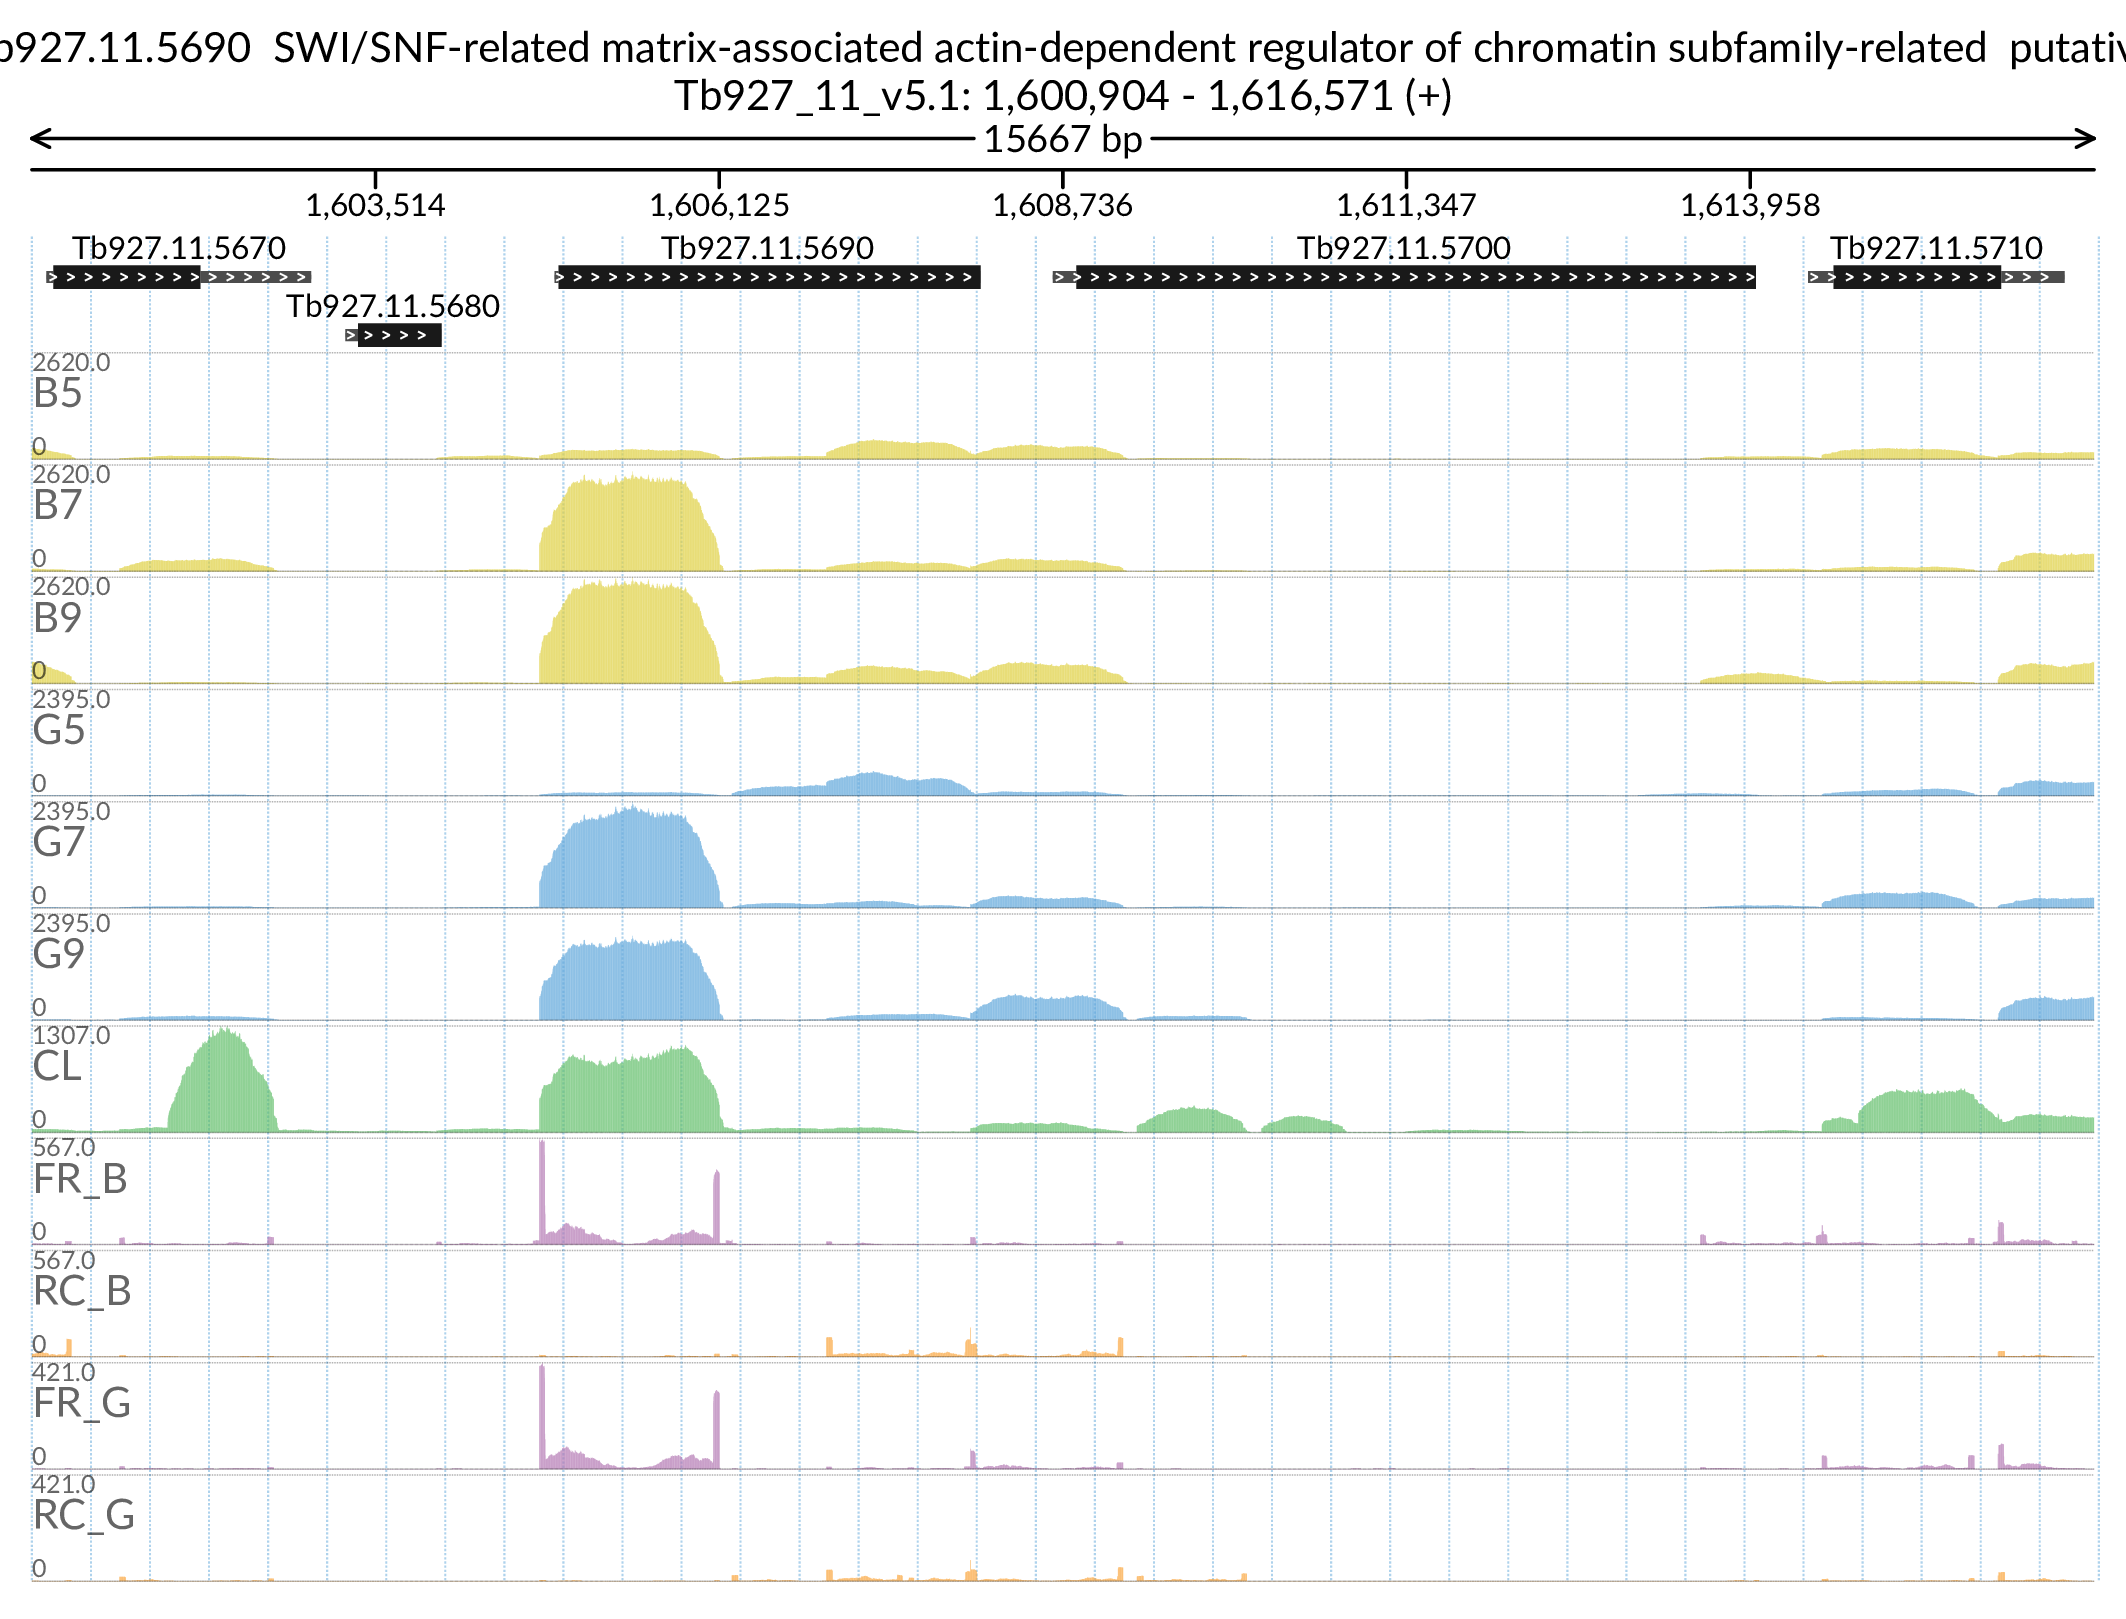 b927.11.5690 SWI/SNF-related matrix-associated actin-dependent regulator of chromatin subfamily-related putativ
Tb927_11_v5.1: 1,600,904 - 1,616,571 (+)
15667 bp
1,603,514 1,606,125 1,608,736 1,611,347 1,613,958
Tb927.11.5670 Tb927.11.5690 Tb927.11.5700 Tb927.11.5710
Tb927.11.5680
2620.0
B5
0
2620.0
B7
0
2620.0
B9
0
2395.0
G5
0
2395.0
G7
0
2395.0
G9
0
1307.0
CL
0
567.0
FR_B
0
567.0
RC_B
0
421.0
FR_G
0
421.0
RC_G
0